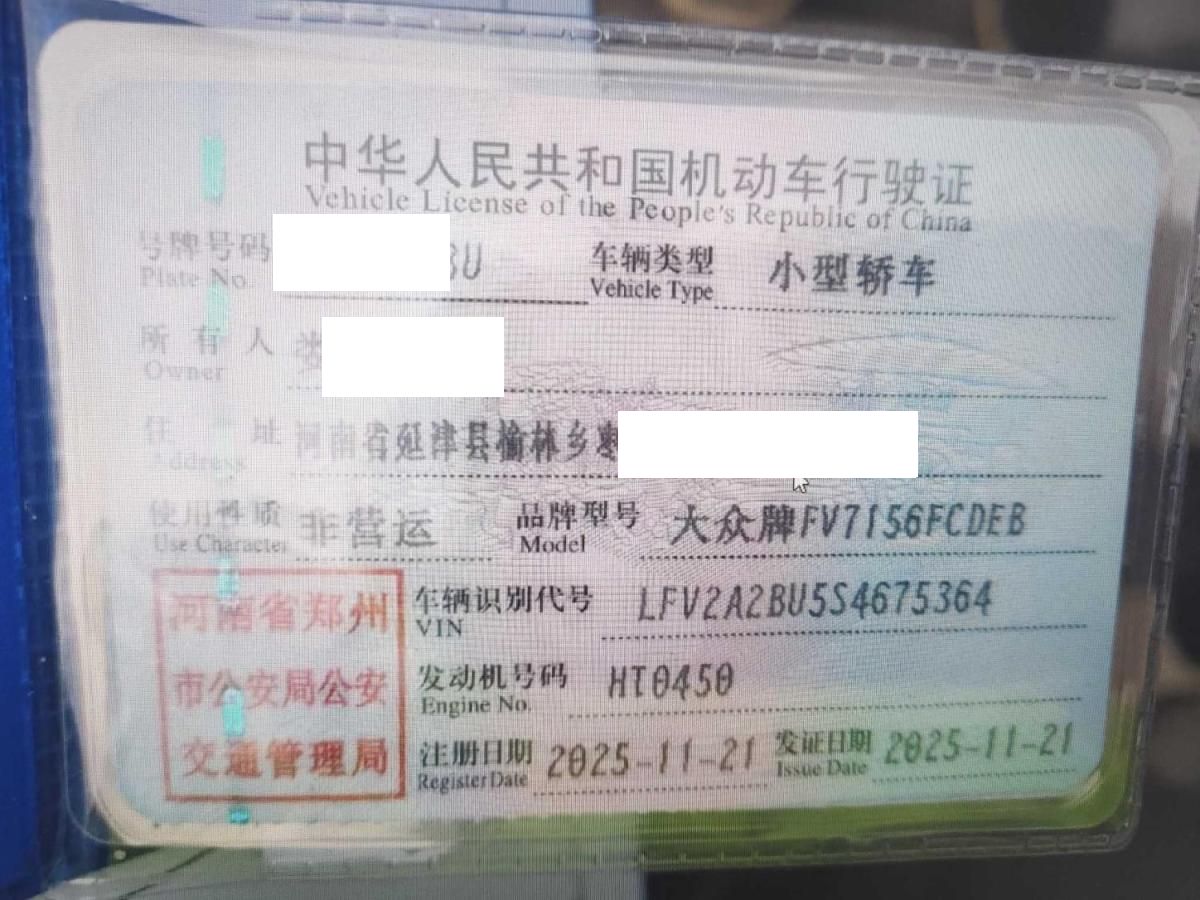 中华人民共和国机动车行驶证
Vehicle License of the People's Republic of China
号牌号码 U 车辆类型 小型轿车
Plate No. Vehicle Type
所有人
Owner
住址 河南省延津县榆林乡枣
Address
使用性质 非营运 品牌型号 大众牌FV7156FCDEB
Use Character Model
河南省郑州
市公安局公安
交通管理局
车辆识别代号 LFV2A2BU5S4675364
VIN
发动机号码 HT0450
Engine No.
注册日期 2025-11-21 发证日期 2025-11-21
Register Date Issue Date